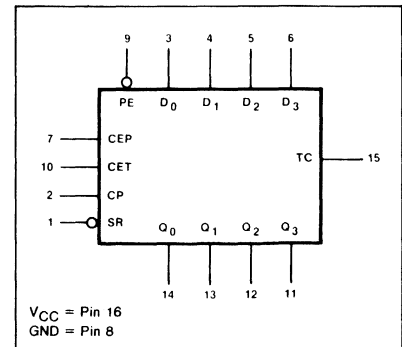 9 3 4 5 6
PE D0 D1 D2 D3
7 CEP
10 CET
TC 15
2 CP
1 SR
Q0 Q1 Q2 Q3
14 13 12 11
VCC = Pin 16
GND = Pin 8